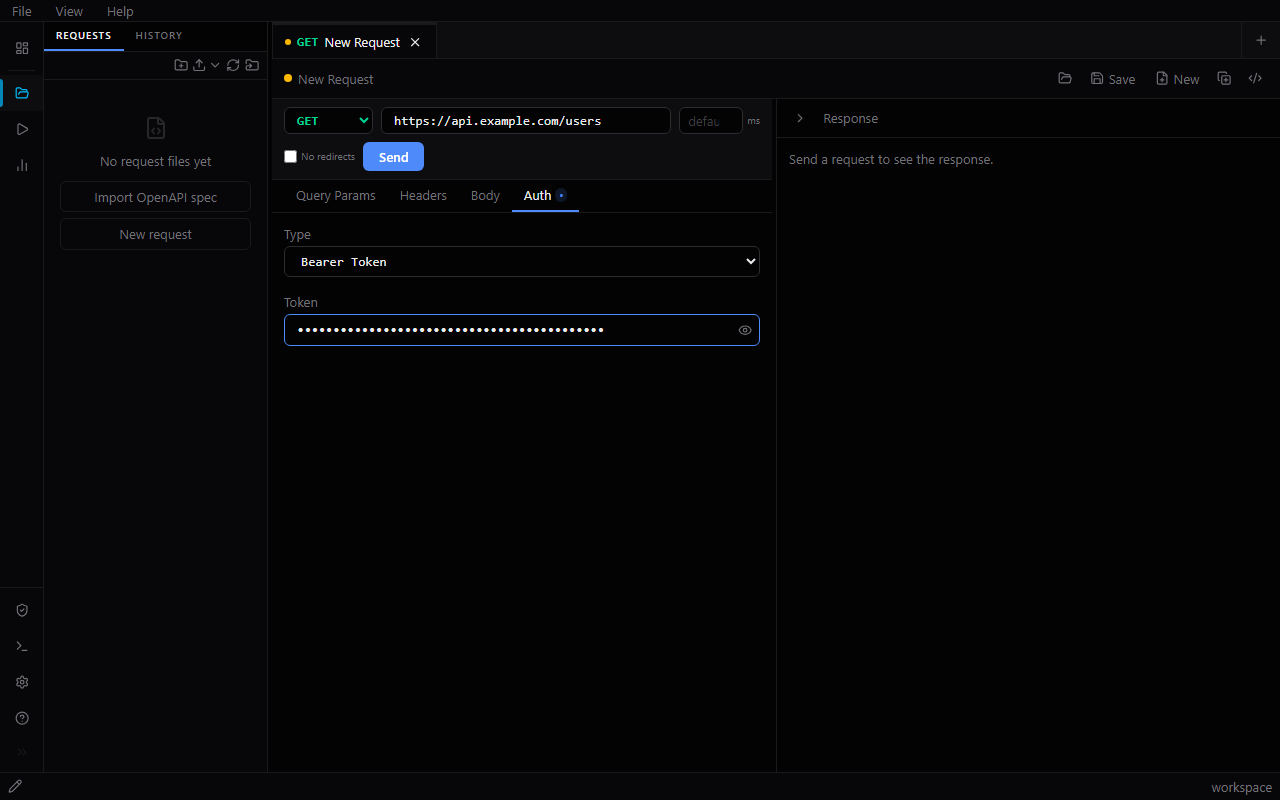 File View Help
REQUESTS HISTORY
GET New Request
New Request Save New
No request files yet
Import OpenAPI spec
New request
GET https://api.example.com/users defau ms
No redirects Send
Query Params Headers Body Auth
Type
Bearer Token
Token
••••••••••••••••••••••••••••••••••••••••••••
Response
Send a request to see the response.
workspace